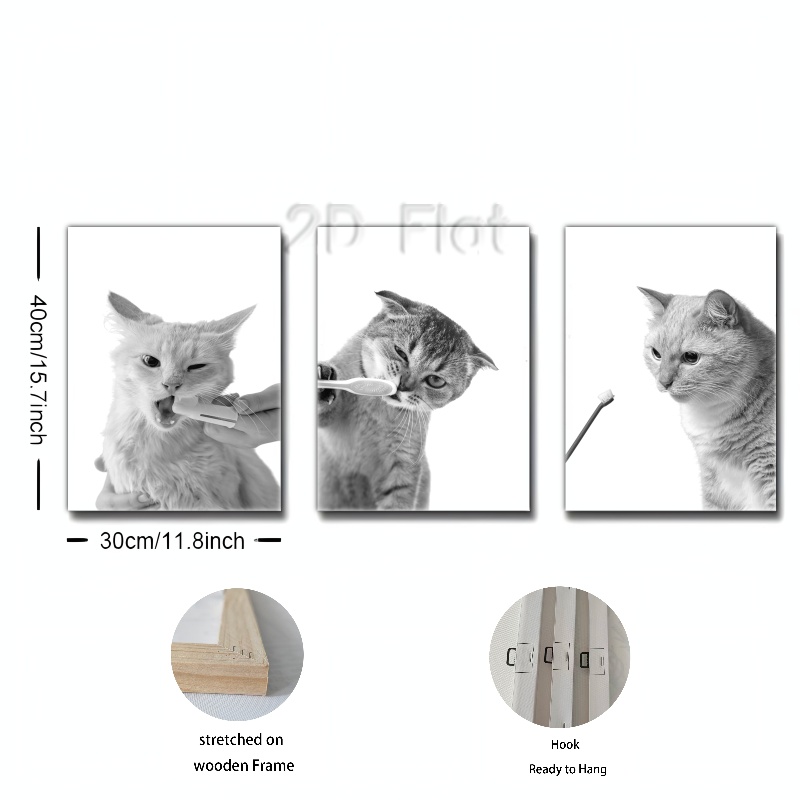 2D Flat
40cm/15.7inch
30cm/11.8inch
stretched on
wooden Frame
Hook
Ready to Hang